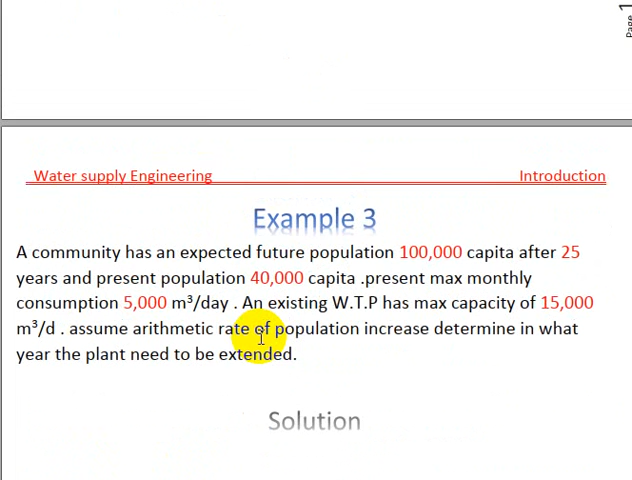 Page 1
Water supply Engineering Introduction
Example 3
A community has an expected future population 100,000 capita after 25
years and present population 40,000 capita .present max monthly
consumption 5,000 m³/day . An existing W.T.P has max capacity of 15,000
m³/d . assume arithmetic rate of population increase determine in what
year the plant need to be extended.
Solution